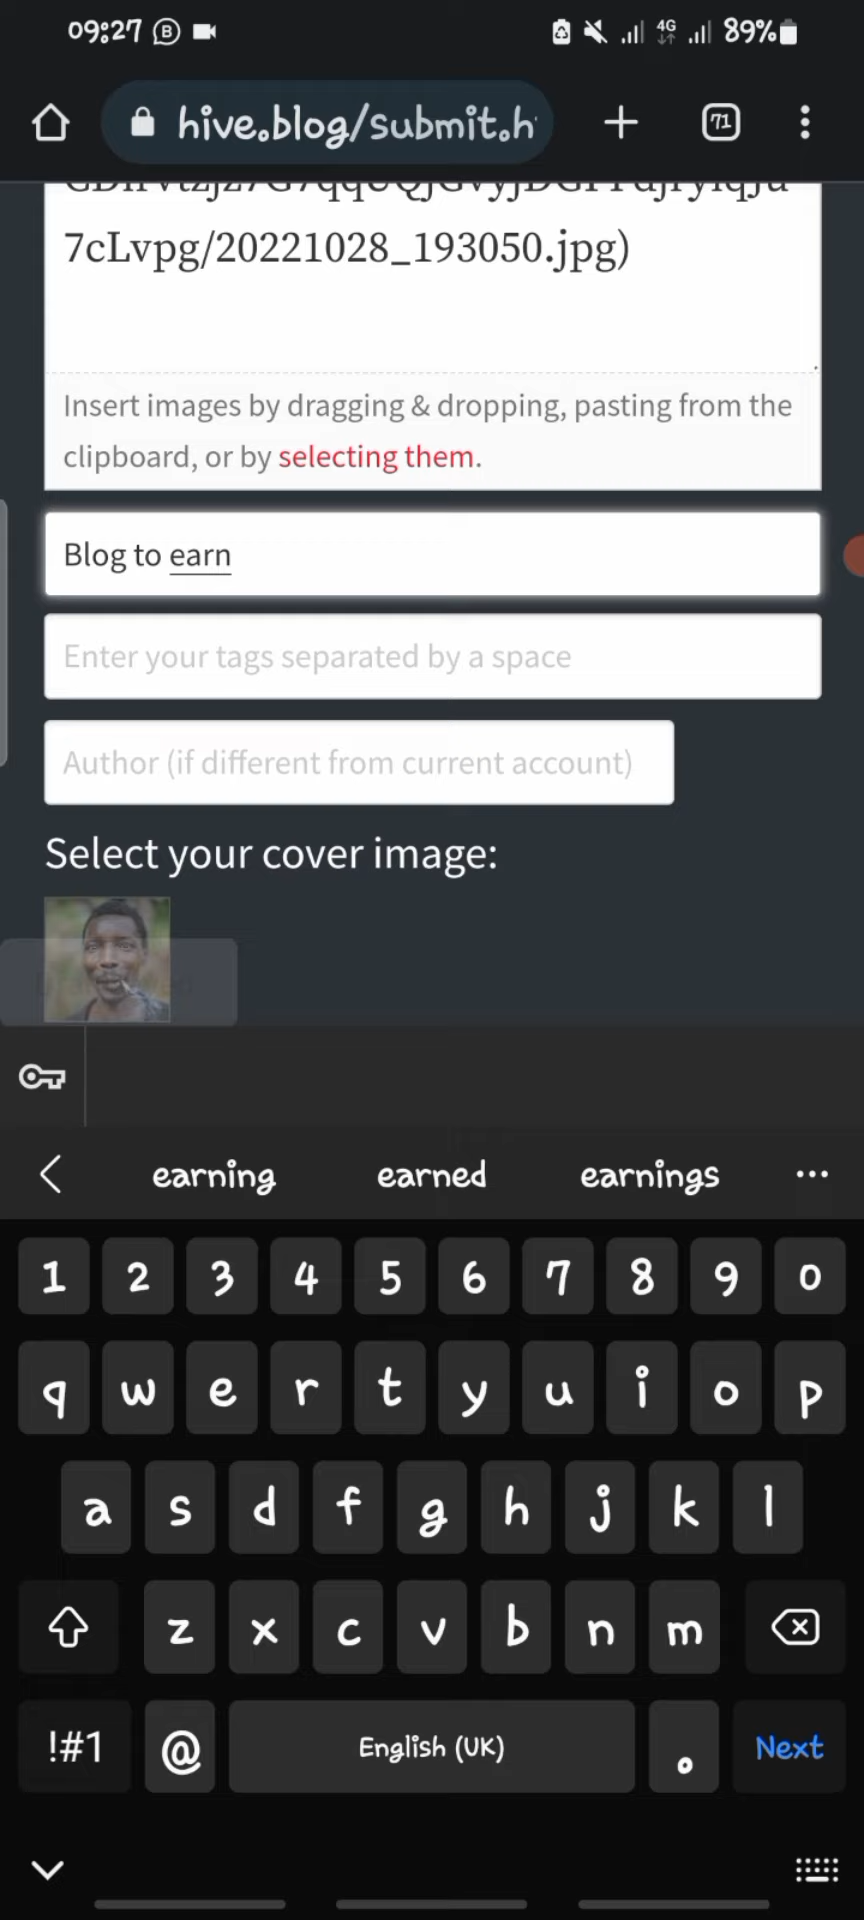 09:27 B 4G 89%
hive.blog/submit.h
71
7cLvpg/20221028_193050.jpg)
Insert images by dragging & dropping, pasting from the
clipboard, or by selecting them.
Blog to earn
Enter your tags separated by a space
Author (if different from current account)
Select your cover image:
earning earned earnings
1 2 3 4 5 6 7 8 9 0
q w e r t y u i o p
a s d f g h j k l
z x c v b n m
!#1 @ English (UK) . Next